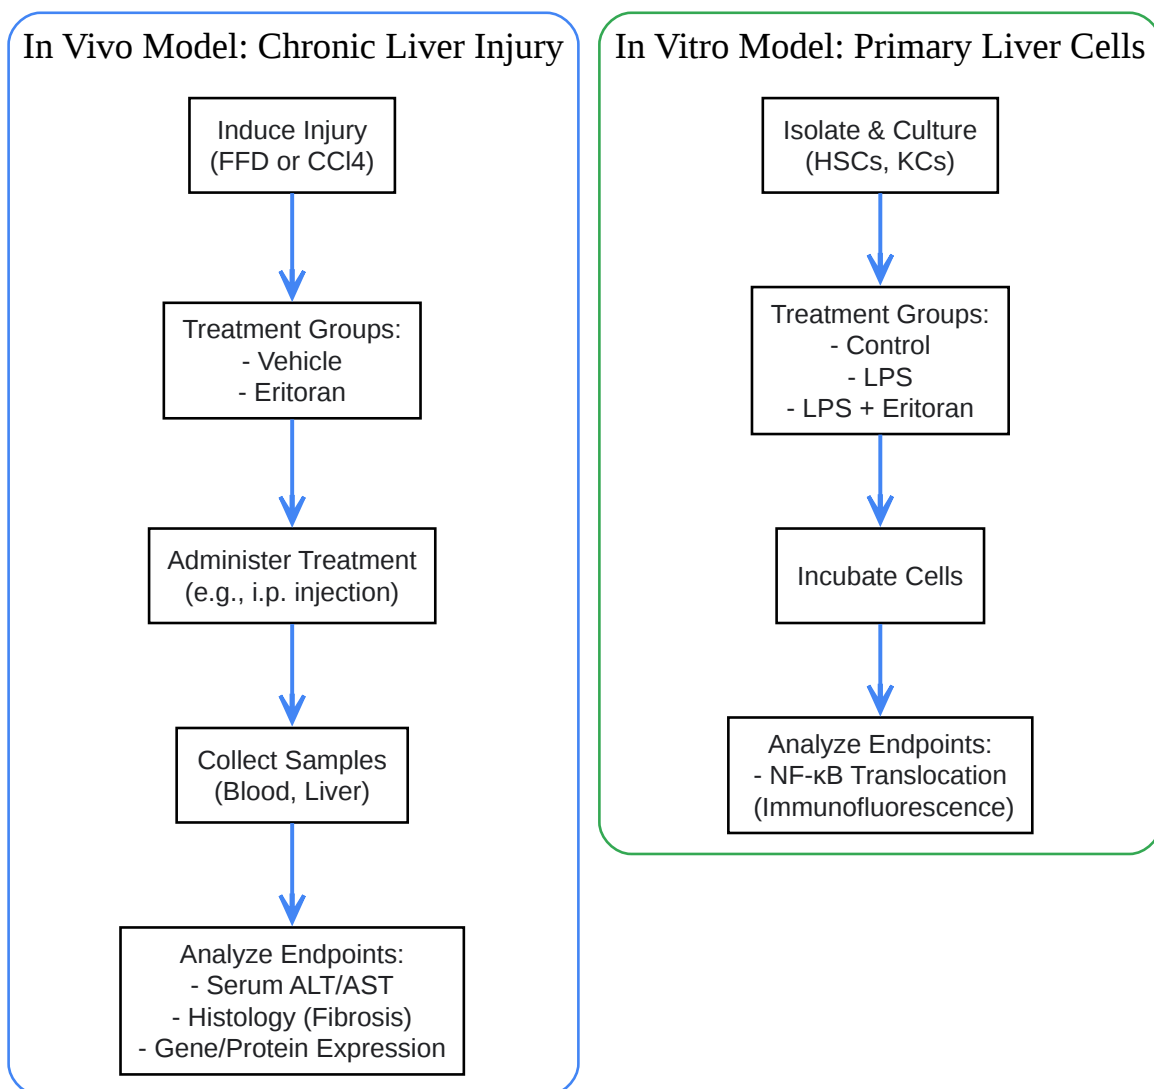 In Vivo Model: Chronic Liver Injury
Induce Injury
(FFD or CCl4)
Treatment Groups:
- Vehicle
- Eritoran
Administer Treatment
(e.g., i.p. injection)
Collect Samples
(Blood, Liver)
Analyze Endpoints:
- Serum ALT/AST
- Histology (Fibrosis)
- Gene/Protein Expression
In Vitro Model: Primary Liver Cells
Isolate & Culture
(HSCs, KCs)
Treatment Groups:
- Control
- LPS
- LPS + Eritoran
Incubate Cells
Analyze Endpoints:
- NF-κB Translocation
(Immunofluorescence)